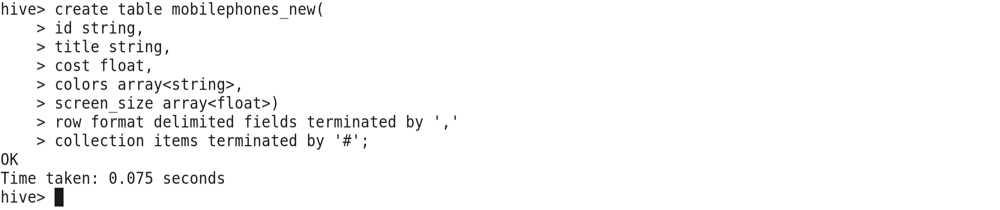 hive> create table mobilephones_new(
    > id string,
    > title string,
    > cost float,
    > colors array<string>,
    > screen_size array<float>)
    > row format delimited fields terminated by ','
    > collection items terminated by '#';
OK
Time taken: 0.075 seconds
hive>